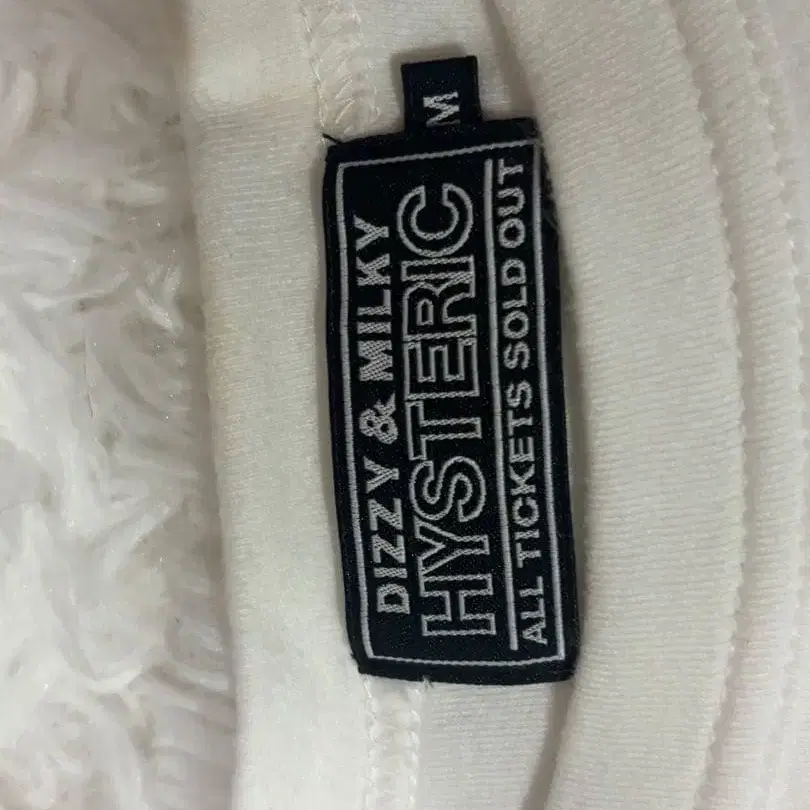 DIZZY & MILKY
HYSTERIC
ALL TICKETS SOLD OUT
M